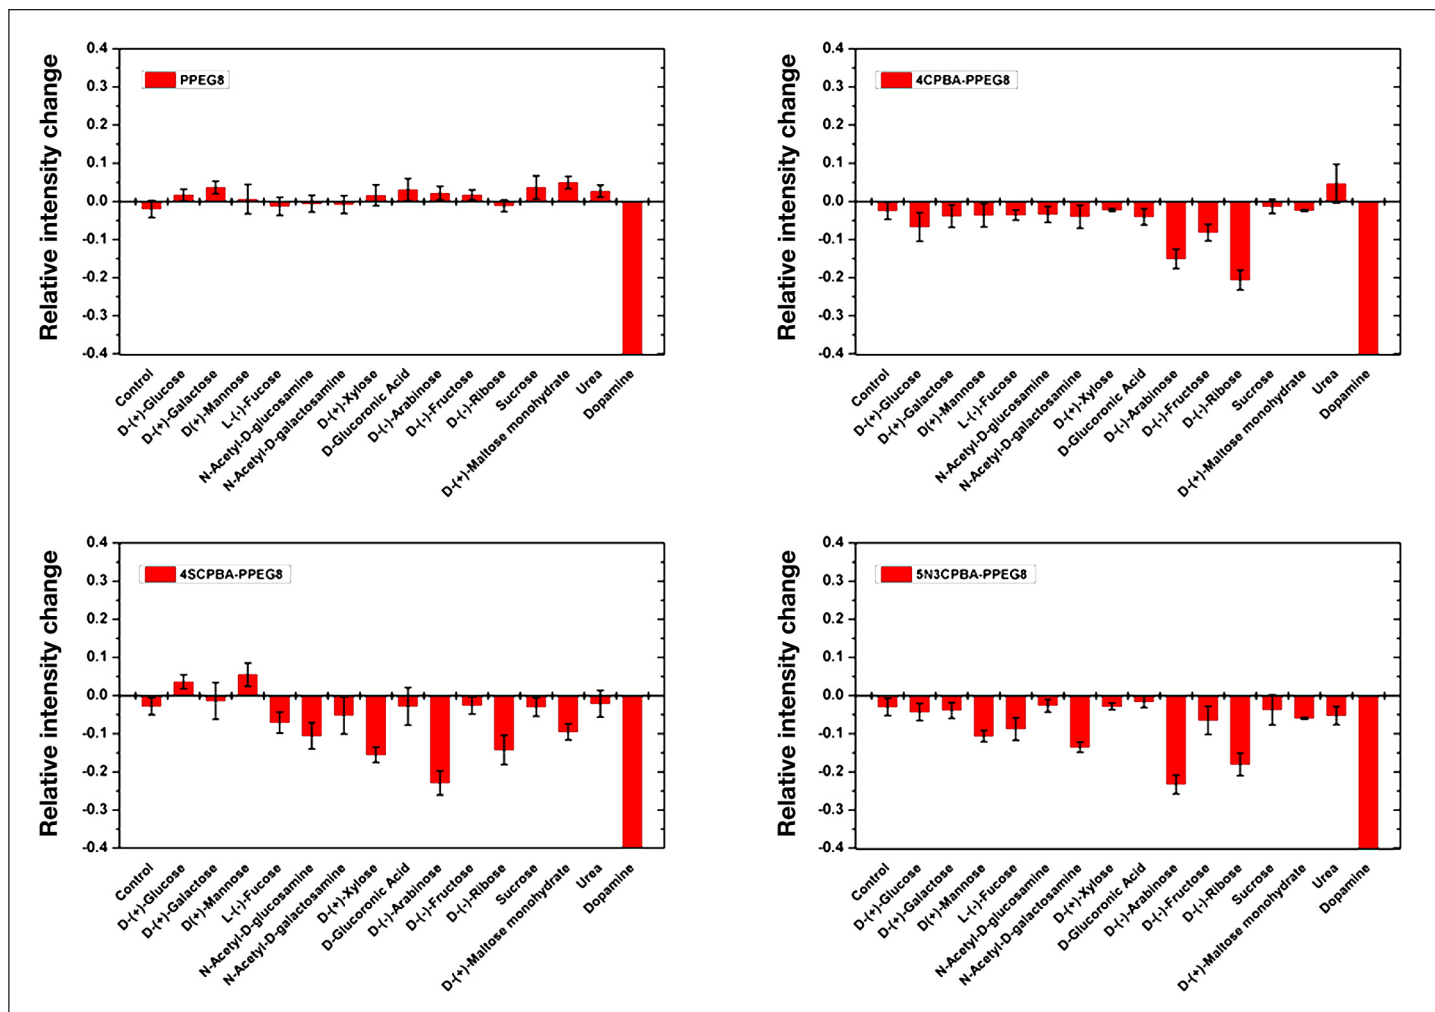 Relative intensity change
0.4
0.3
0.2
0.1
0.0
-0.1
-0.2
-0.3
-0.4
PPEG8
Control
D-(+)-Glucose
D-(+)-Galactose
D(+)-Mannose
L-(-)-Fucose
N-Acetyl-D-glucosamine
N-Acetyl-D-galactosamine
D-(+)-Xylose
D-Glucoronic Acid
D-(-)-Arabinose
D-(-)-Fructose
D-(-)-Ribose
Sucrose
D-(+)-Maltose monohydrate
Urea
Dopamine
Relative intensity change
0.4
0.3
0.2
0.1
0.0
-0.1
-0.2
-0.3
-0.4
4CPBA-PPEG8
Control
D-(+)-Glucose
D-(+)-Galactose
D(+)-Mannose
L-(-)-Fucose
N-Acetyl-D-glucosamine
N-Acetyl-D-galactosamine
D-(+)-Xylose
D-Glucoronic Acid
D-(-)-Arabinose
D-(-)-Fructose
D-(-)-Ribose
Sucrose
D-(+)-Maltose monohydrate
Urea
Dopamine
Relative intensity change
0.4
0.3
0.2
0.1
0.0
-0.1
-0.2
-0.3
-0.4
4SCPBA-PPEG8
Control
D-(+)-Glucose
D-(+)-Galactose
D(+)-Mannose
L-(-)-Fucose
N-Acetyl-D-glucosamine
N-Acetyl-D-galactosamine
D-(+)-Xylose
D-Glucoronic Acid
D-(-)-Arabinose
D-(-)-Fructose
D-(-)-Ribose
Sucrose
D-(+)-Maltose monohydrate
Urea
Dopamine
Relative intensity change
0.4
0.3
0.2
0.1
0.0
-0.1
-0.2
-0.3
-0.4
5N3CPBA-PPEG8
Control
D-(+)-Glucose
D-(+)-Galactose
D(+)-Mannose
L-(-)-Fucose
N-Acetyl-D-glucosamine
N-Acetyl-D-galactosamine
D-(+)-Xylose
D-Glucoronic Acid
D-(-)-Arabinose
D-(-)-Fructose
D-(-)-Ribose
Sucrose
D-(+)-Maltose monohydrate
Urea
Dopamine